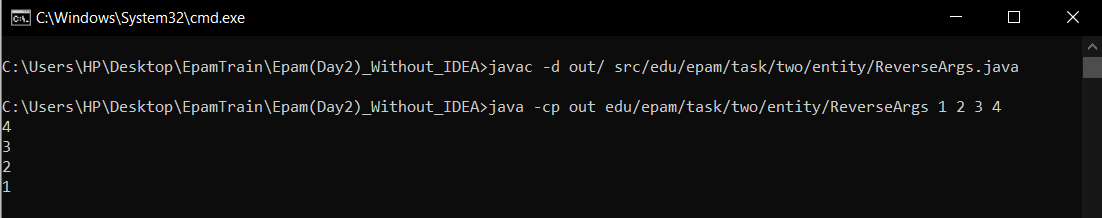 C:\Windows\System32\cmd.exe
C:\Users\HP\Desktop\EpamTrain\Epam(Day2)_Without_IDEA>javac -d out/ src/edu/epam/task/two/entity/ReverseArgs.java
C:\Users\HP\Desktop\EpamTrain\Epam(Day2)_Without_IDEA>java -cp out edu/epam/task/two/entity/ReverseArgs 1 2 3 4
4
3
2
1